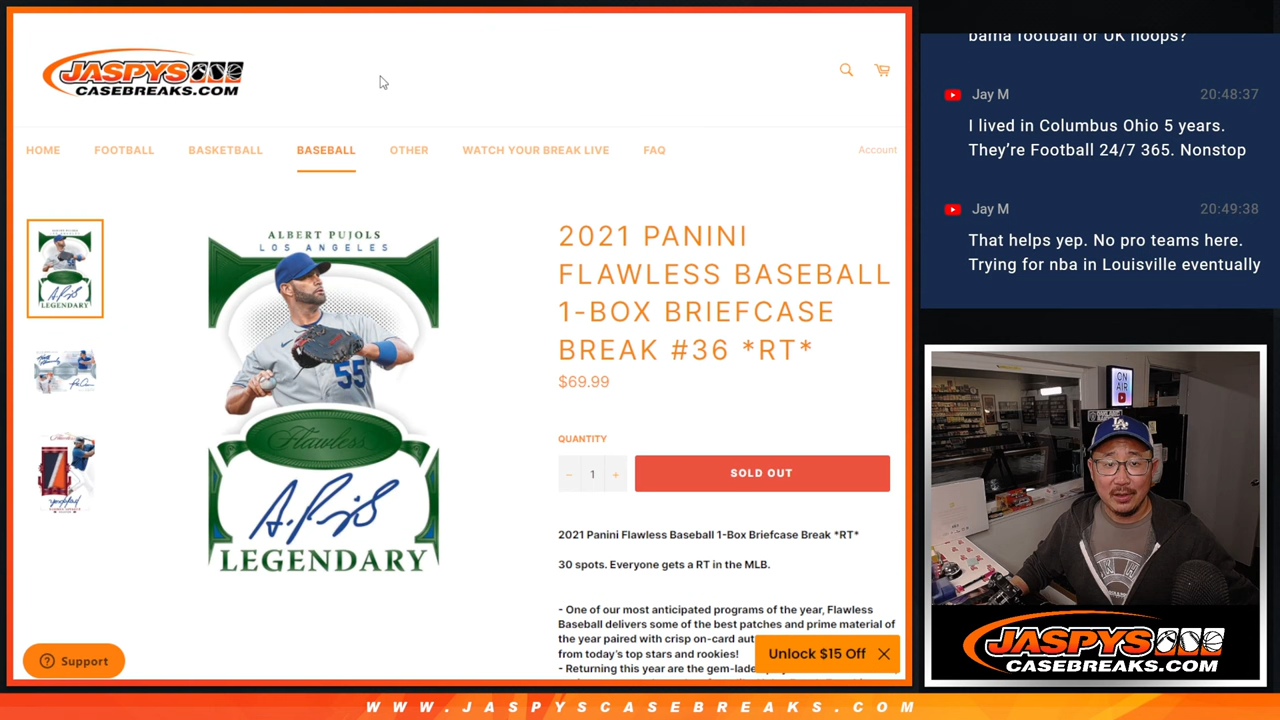 JASPYS
CASEBREAKS.COM
HOME FOOTBALL BASKETBALL BASEBALL OTHER WATCH YOUR BREAK LIVE FAQ Account
ALBERT PUJOLS
LOS ANGELES
55
Flawless
LEGENDARY
LEGENDARY
2021 PANINI
FLAWLESS BASEBALL
1-BOX BRIEFCASE
BREAK #36 *RT*
$69.99
QUANTITY
− 1 +
SOLD OUT
2021 Panini Flawless Baseball 1-Box Briefcase Break *RT*
30 spots. Everyone gets a RT in the MLB.
- One of our most anticipated programs of the year, Flawless
Baseball delivers some of the best patches and prime material of
the year paired with crisp on-card
from today's top stars and rookies!
- Returning this year are the
Support
Unlock $15 Off
bama football or UK hoops?
Jay M 20:48:37
I lived in Columbus Ohio 5 years.
They're Football 24/7 365. Nonstop
Jay M 20:49:38
That helps yep. No pro teams here.
Trying for nba in Louisville eventually
ON
AIR
LA
JASPYS
CASEBREAKS.COM
WWW.JASPYSCASEBREAKS.COM